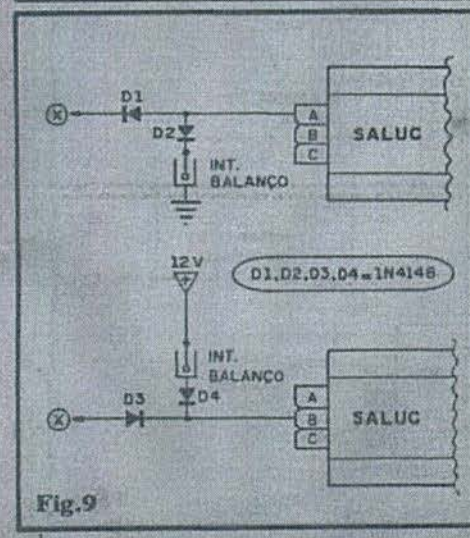 D1
X
A
D2
B
SALUC
C
INT.
BALANÇO
12V
+
D1,D2,D3,D4=1N4148
INT.
BALANÇO
A
D3
D4
X
B
SALUC
C
Fig.9